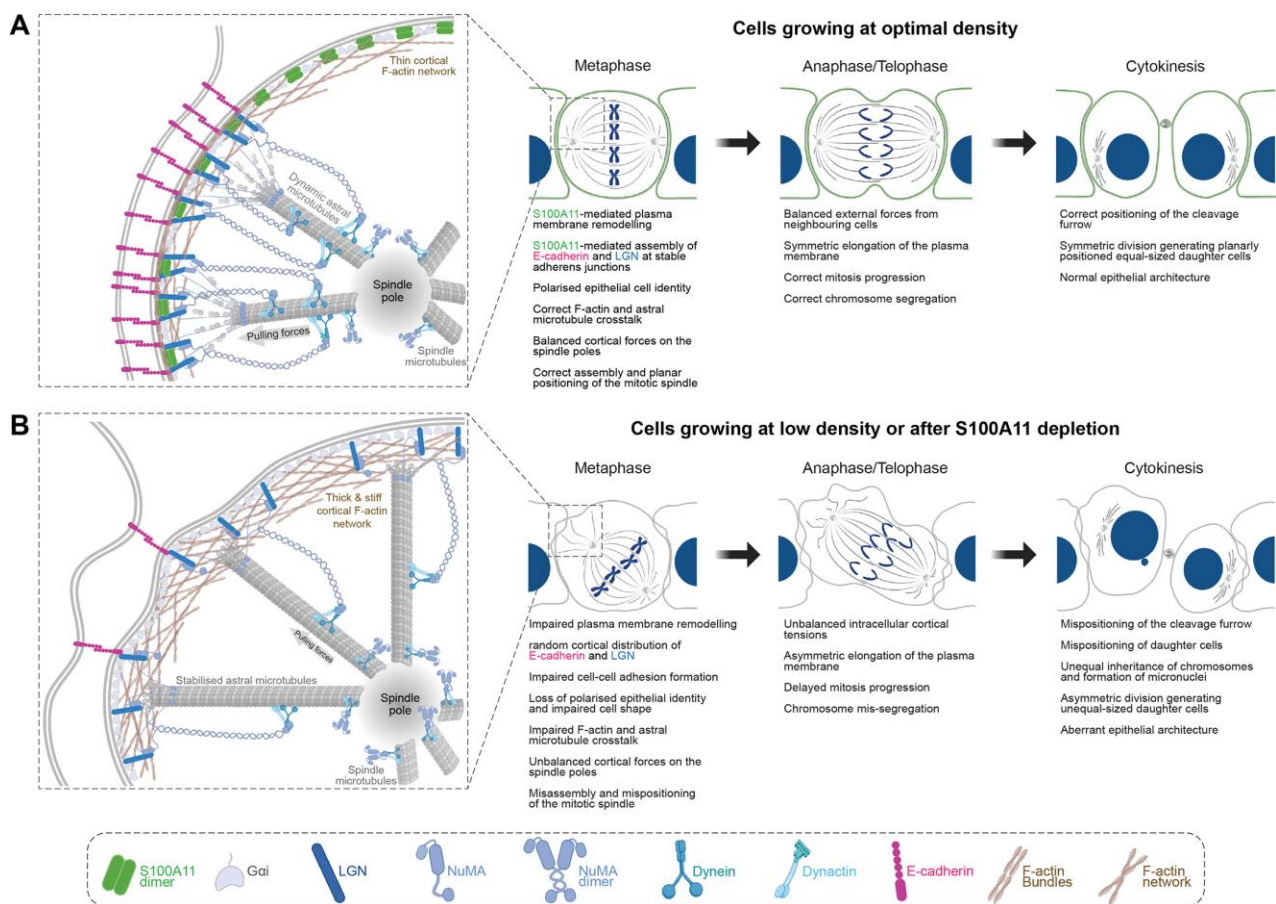 A
Cells growing at optimal density
Thin cortical
F-actin network
Dynamic astral
microtubules
Spindle
pole
Pulling forces
Spindle
microtubules
Metaphase
S100A11-mediated plasma
membrane remodelling
S100A11-mediated assembly of
E-cadherin and LGN at stable
adherens junctions
Polarised epithelial cell identity
Correct F-actin and astral
microtubule crosstalk
Balanced cortical forces on the
spindle poles
Correct assembly and planar
positioning of the mitotic spindle
Anaphase/Telophase
Balanced external forces from
neighbouring cells
Symmetric elongation of the plasma
membrane
Correct mitosis progression
Correct chromosome segregation
Cytokinesis
Correct positioning of the cleavage
furrow
Symmetric division generating planarly
positioned equal-sized daughter cells
Normal epithelial architecture
B
Cells growing at low density or after S100A11 depletion
Thick & stiff
cortical F-actin
network
Pulling forces
Stabilised astral microtubules
Spindle
pole
Spindle
microtubules
Metaphase
Impaired plasma membrane remodelling
random cortical distribution of
E-cadherin and LGN
Impaired cell-cell adhesion formation
Loss of polarised epithelial identity
and impaired cell shape
Impaired F-actin and astral
microtubule crosstalk
Unbalanced cortical forces on the
spindle poles
Misassembly and mispositioning
of the mitotic spindle
Anaphase/Telophase
Unbalanced intracellular cortical
tensions
Asymmetric elongation of the plasma
membrane
Delayed mitosis progression
Chromosome mis-segregation
Cytokinesis
Mispositioning of the cleavage furrow
Mispositioning of daughter cells
Unequal inheritance of chromosomes
and formation of micronuclei
Asymmetric division generating
unequal-sized daughter cells
Aberrant epithelial architecture
S100A11
dimer
Gαi
LGN
NuMA
NuMA
dimer
Dynein
Dynactin
E-cadherin
F-actin
Bundles
F-actin
network